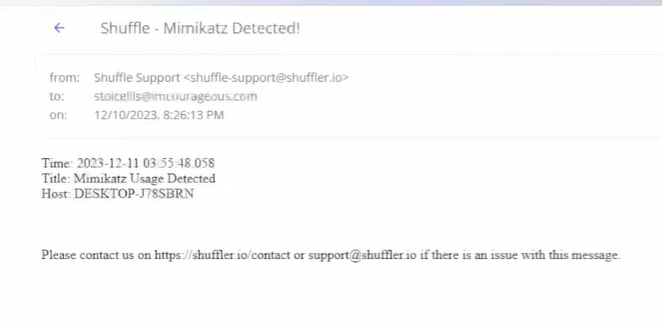 Shuffle - Mimikatz Detected!
from: Shuffle Support <shuffle-support@shuffler.io>
to: stoicellis@imcourageous.com
on: 12/10/2023, 8:26:13 PM
Time: 2023-12-11 03:55:48.058
Title: Mimikatz Usage Detected
Host: DESKTOP-J78SBRN
Please contact us on https://shuffler.io/contact or support@shuffler.io if there is an issue with this message.